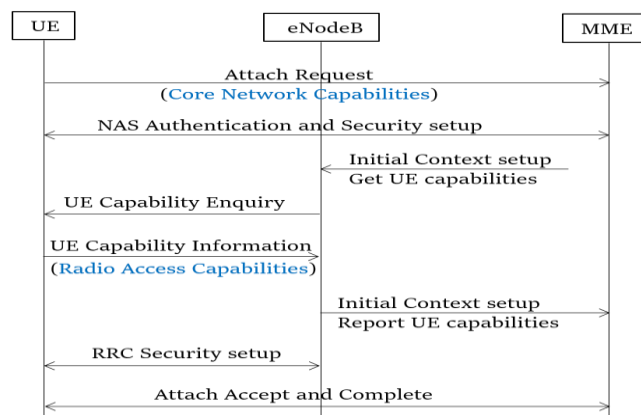 UE
eNodeB
MME
Attach Request
(Core Network Capabilities)
NAS Authentication and Security setup
Initial Context setup
Get UE capabilities
UE Capability Enquiry
UE Capability Information
(Radio Access Capabilities)
Initial Context setup
Report UE capabilities
RRC Security setup
Attach Accept and Complete